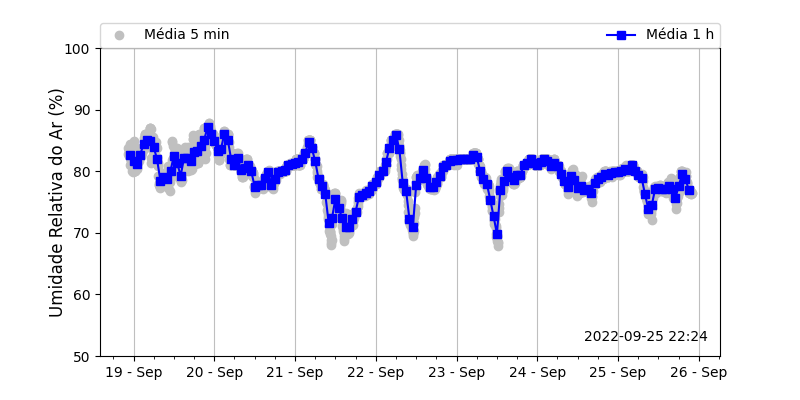 Média 5 min
Média 1 h
Umidade Relativa do Ar (%)
100
90
80
70
60
50
2022-09-25 22:24
19 - Sep
20 - Sep
21 - Sep
22 - Sep
23 - Sep
24 - Sep
25 - Sep
26 - Sep